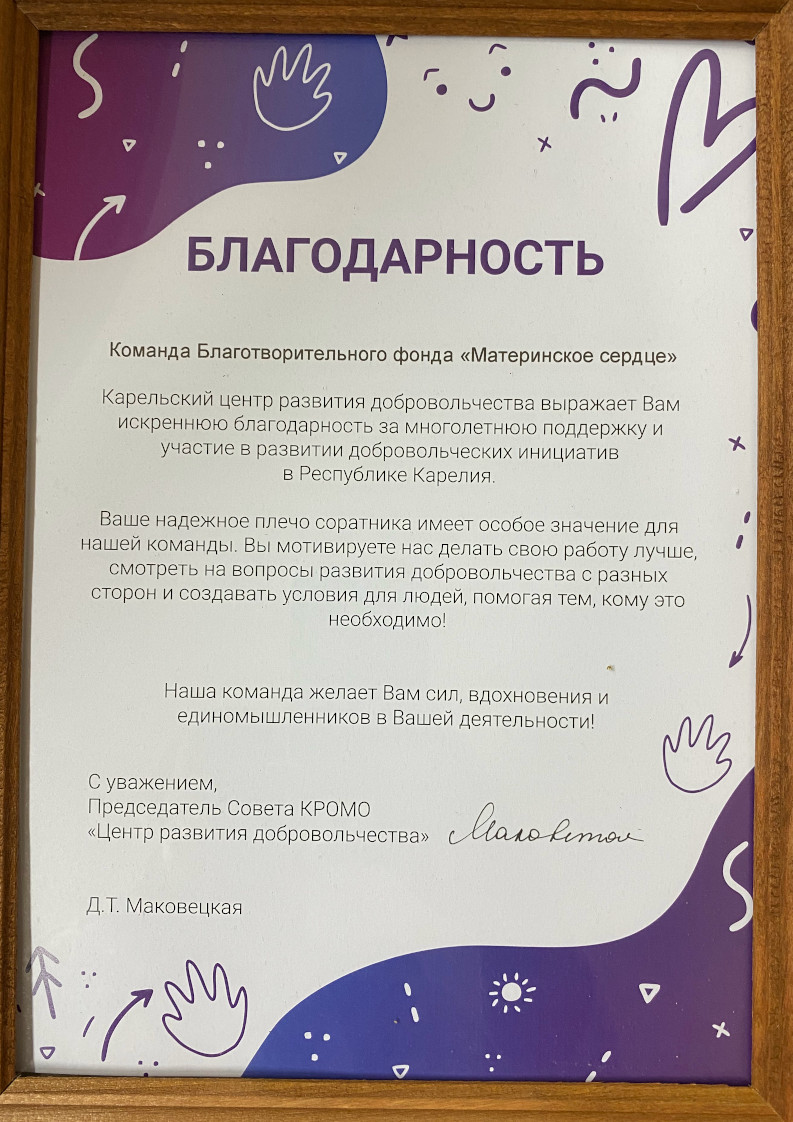 БЛАГОДАРНОСТЬ
Команда Благотворительного фонда «Материнское сердце»
Карельский центр развития добровольчества выражает Вам
искреннюю благодарность за многолетнюю поддержку и
участие в развитии добровольческих инициатив
в Республике Карелия.
Ваше надежное плечо соратника имеет особое значение для
нашей команды. Вы мотивируете нас делать свою работу лучше,
смотреть на вопросы развития добровольчества с разных
сторон и создавать условия для людей, помогая тем, кому это
необходимо!
Наша команда желает Вам сил, вдохновения и
единомышленников в Вашей деятельности!
С уважением,
Председатель Совета КРОМО
«Центр развития добровольчества»
Д.Т. Маковецкая